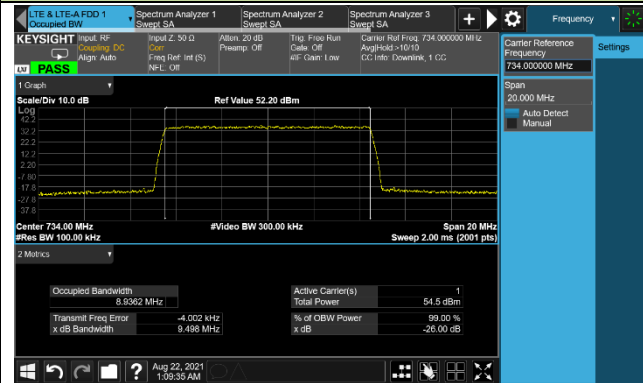 LTE & LTE-A FDD 1
Occupied BW
Spectrum Analyzer 1
Swept SA
Spectrum Analyzer 2
Swept SA
Spectrum Analyzer 3
Swept SA
Frequency
KEYSIGHT
Input: RF
Coupling: DC
Align: Auto
Input Z: 50 Ω
Corr
Freq Ref: Int (S)
NFE: Off
Atten: 20 dB
Preamp: Off
Trig: Free Run
Gate: Off
#IF Gain: Low
Carrier Ref Freq: 734.000000 MHz
Avg|Hold:>10/10
CC Info: Downlink, 1 CC
LXI
PASS
Carrier Reference
Frequency
734.000000 MHz
Settings
Span
20.000 MHz
Auto Detect
Manual
1 Graph
Scale/Div 10.0 dB
Ref Value 52.20 dBm
Log
42.2
32.2
22.2
12.2
2.20
-7.80
-17.8
-27.8
-37.8
Center 734.00 MHz
#Video BW 300.00 kHz
Span 20 MHz
#Res BW 100.00 kHz
Sweep 2.00 ms (2001 pts)
2 Metrics
Occupied Bandwidth
8.9362 MHz
Active Carrier(s)
1
Total Power
54.5 dBm
Transmit Freq Error
-4.002 kHz
% of OBW Power
99.00 %
x dB Bandwidth
9.498 MHz
x dB
-26.00 dB
Aug 22, 2021
1:09:35 AM